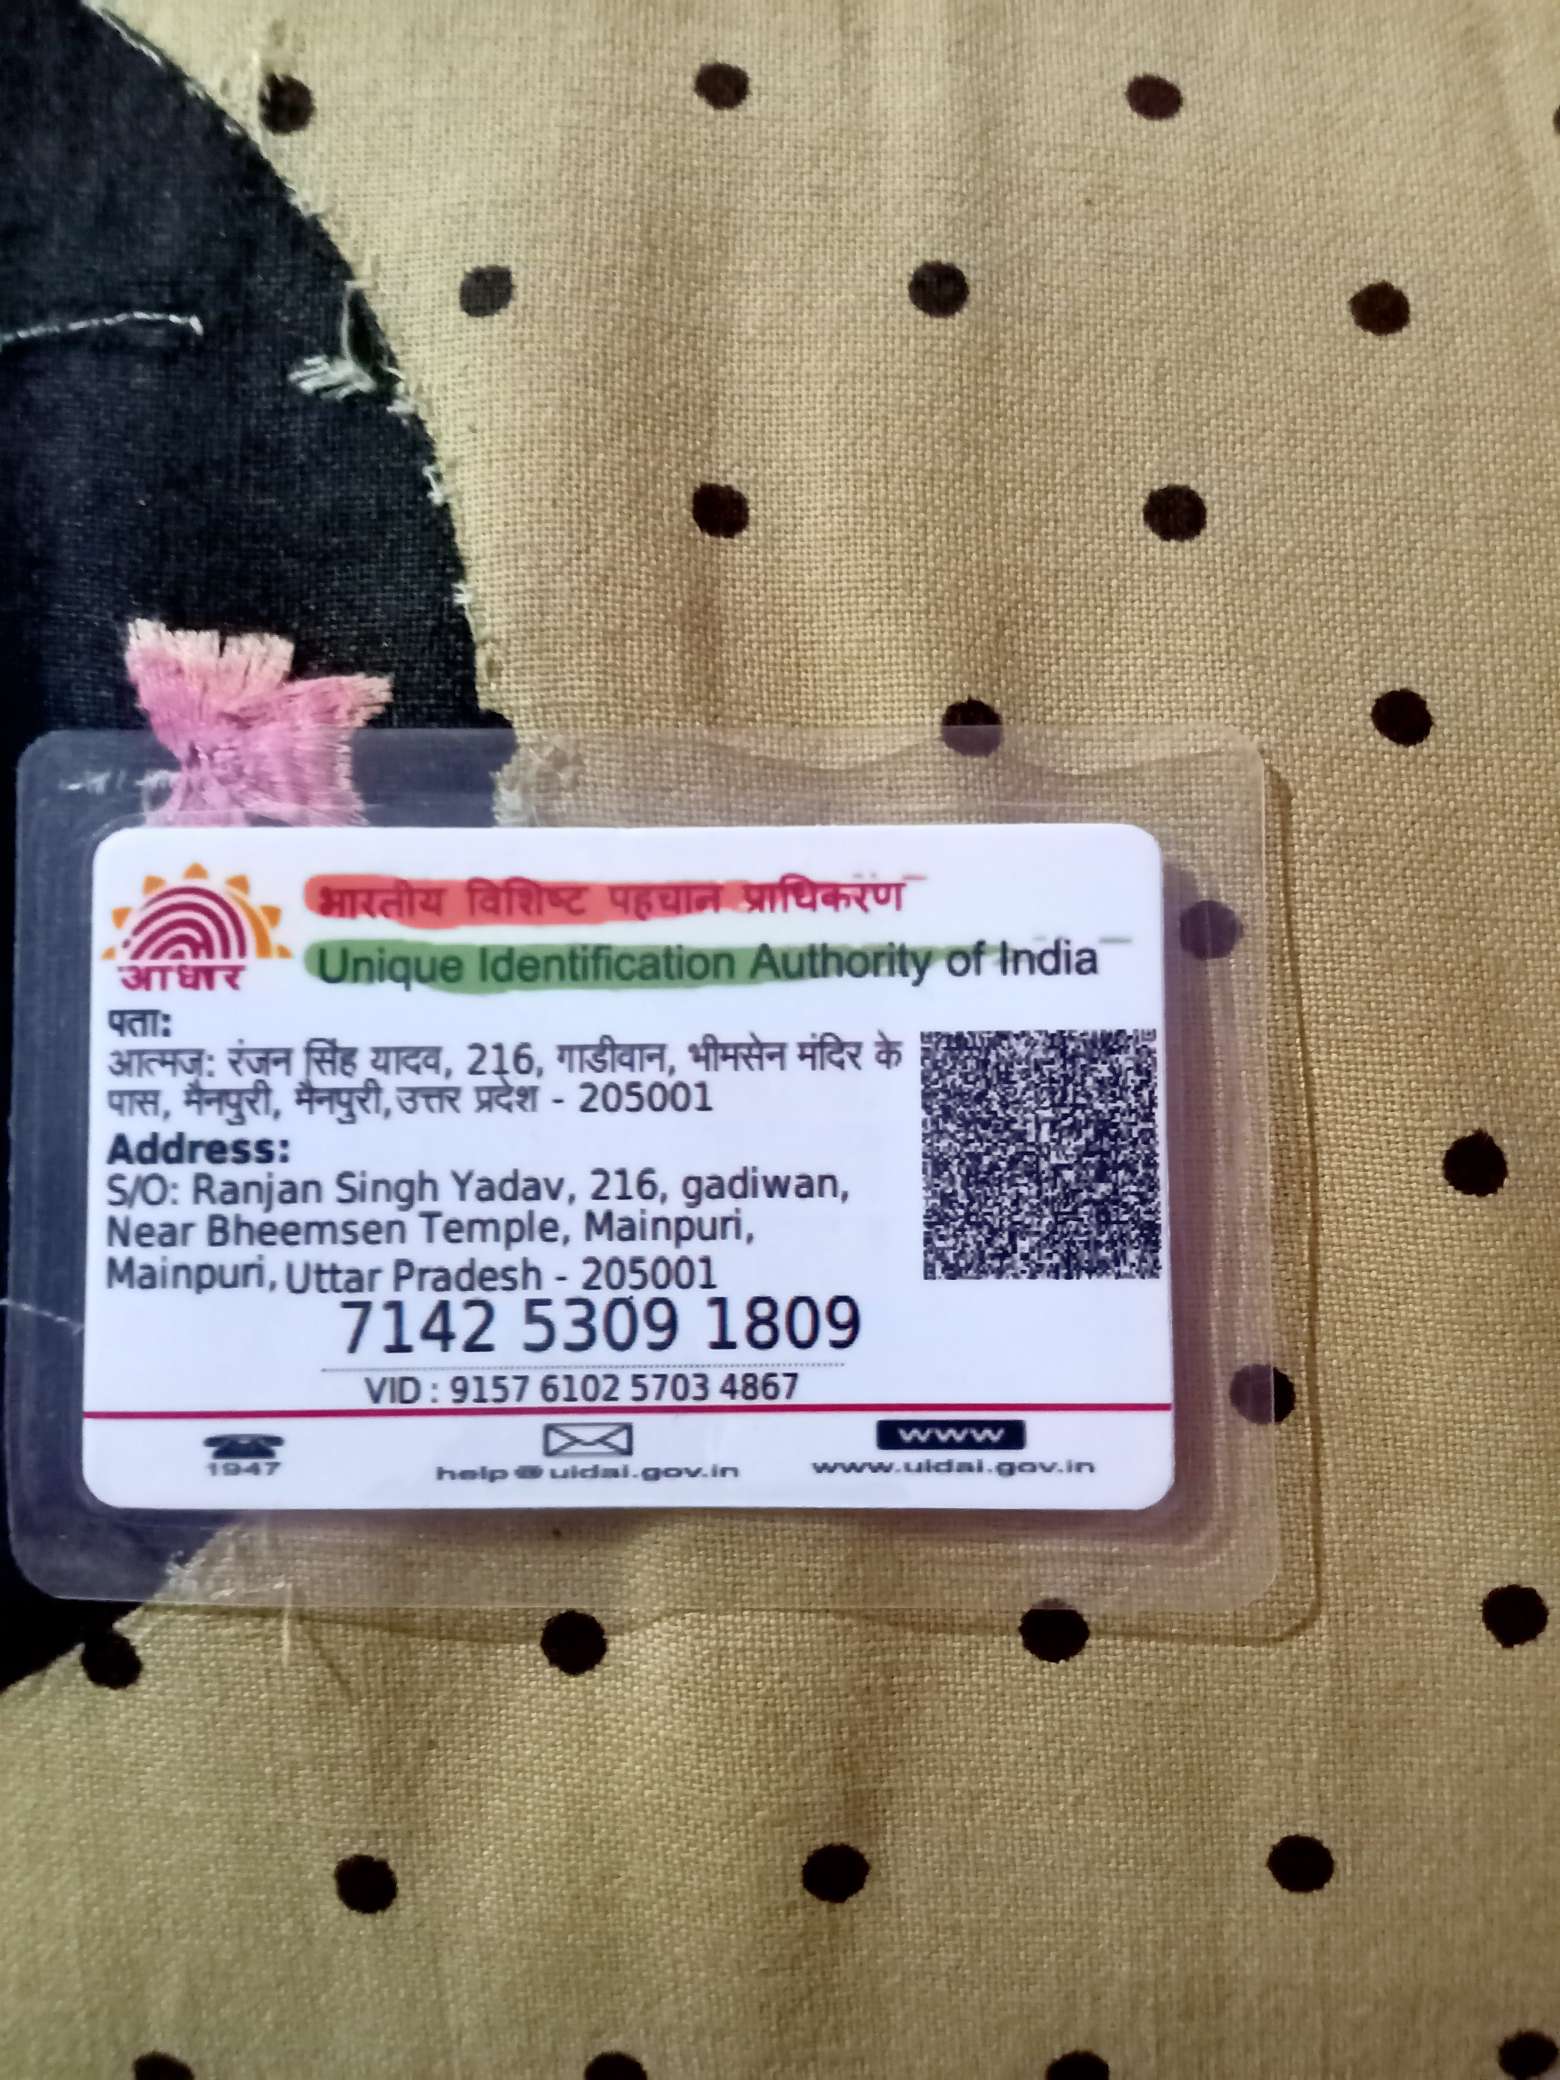 आधार
भारतीय विशिष्ट पहचान प्राधिकरण
Unique Identification Authority of India
पता:
आत्मज: रंजन सिंह यादव, 216, गाडीवान, भीमसेन मंदिर के
पास, मैनपुरी, मैनपुरी, उत्तर प्रदेश - 205001
Address:
S/O: Ranjan Singh Yadav, 216, gadiwan,
Near Bheemsen Temple, Mainpuri,
Mainpuri, Uttar Pradesh - 205001
7142 5309 1809
VID : 9157 6102 5703 4867
1947
help@uidai.gov.in
www
www.uidai.gov.in